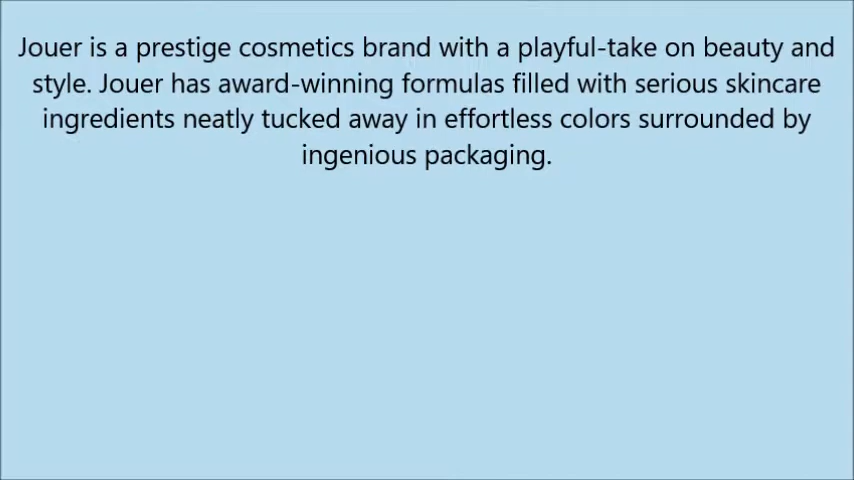 Jouer is a prestige cosmetics brand with a playful-take on beauty and
style. Jouer has award-winning formulas filled with serious skincare
ingredients neatly tucked away in effortless colors surrounded by
ingenious packaging.